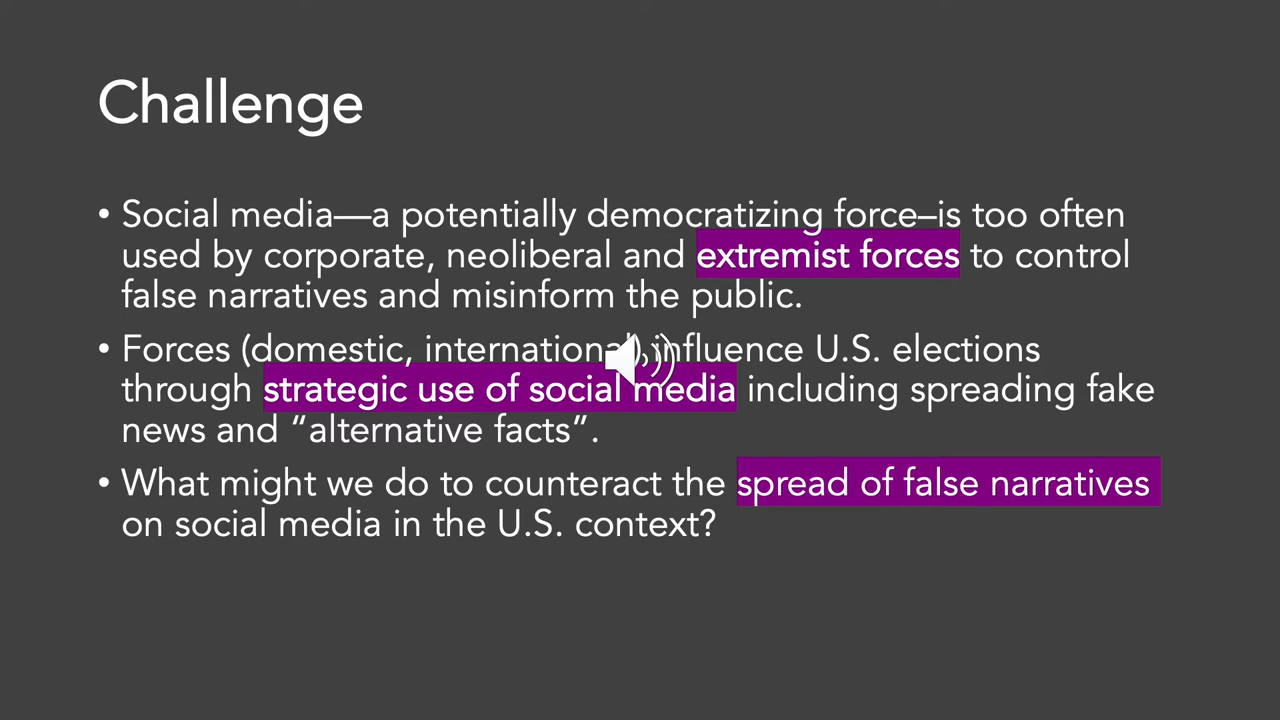 Challenge
• Social media—a potentially democratizing force–is too often
used by corporate, neoliberal and extremist forces to control
false narratives and misinform the public.
• Forces (domestic, international) influence U.S. elections
through strategic use of social media including spreading fake
news and “alternative facts”.
• What might we do to counteract the spread of false narratives
on social media in the U.S. context?